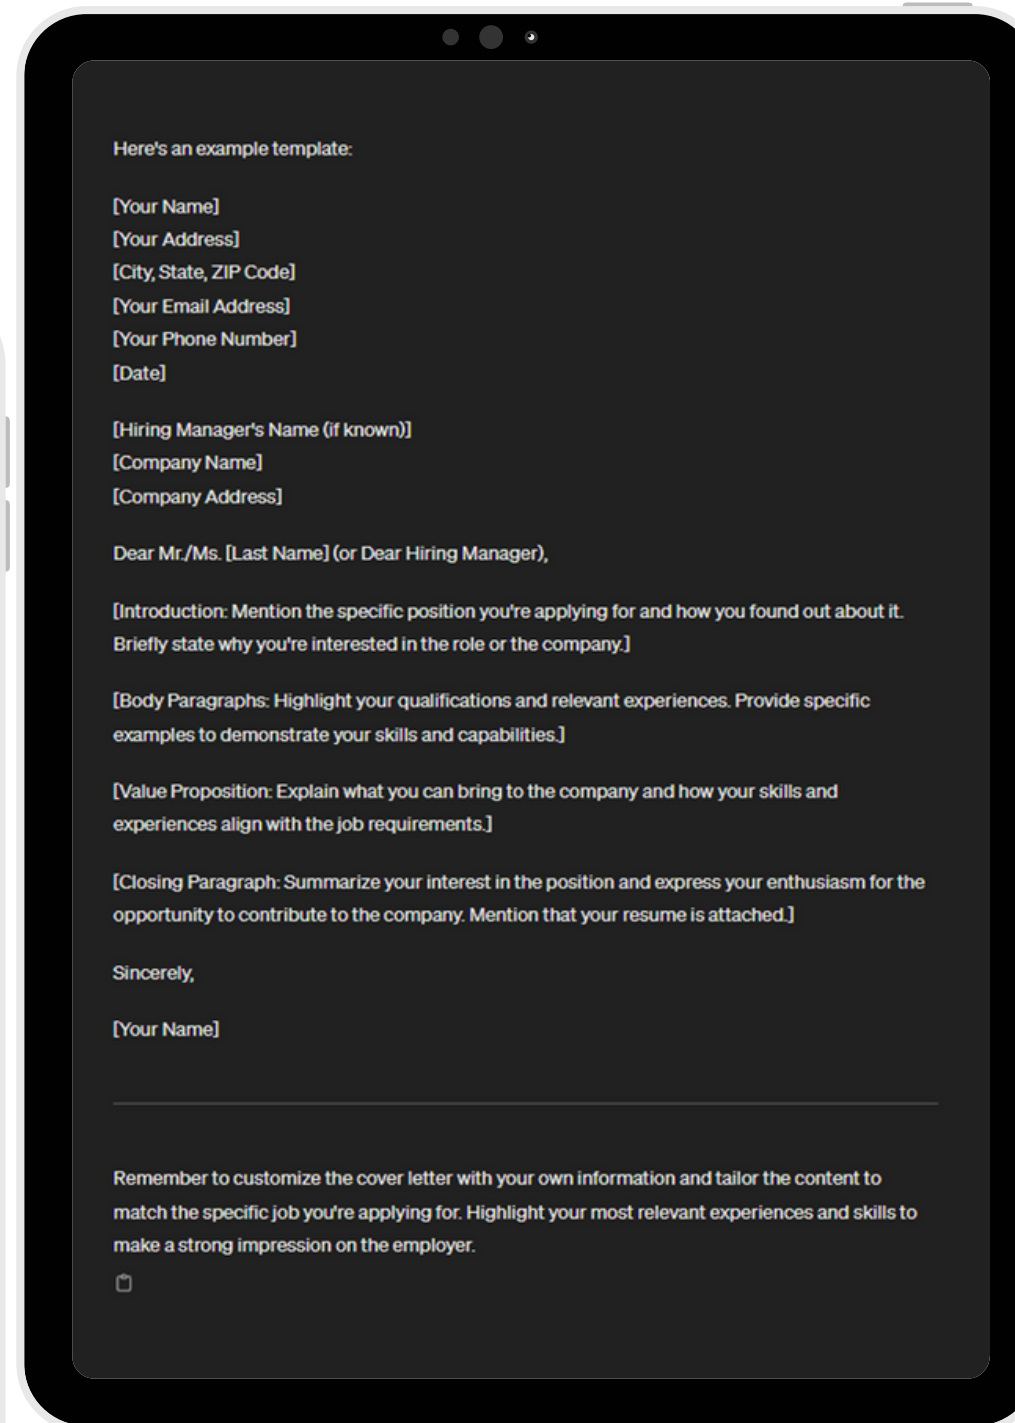 Here's an example template:
[Your Name]
[Your Address]
[City, State, ZIP Code]
[Your Email Address]
[Your Phone Number]
[Date]
[Hiring Manager's Name (if known)]
[Company Name]
[Company Address]
Dear Mr./Ms. [Last Name] (or Dear Hiring Manager),
[Introduction: Mention the specific position you're applying for and how you found out about it.
Briefly state why you're interested in the role or the company.]
[Body Paragraphs: Highlight your qualifications and relevant experiences. Provide specific
examples to demonstrate your skills and capabilities.]
[Value Proposition: Explain what you can bring to the company and how your skills and
experiences align with the job requirements.]
[Closing Paragraph: Summarize your interest in the position and express your enthusiasm for the
opportunity to contribute to the company. Mention that your resume is attached.]
Sincerely,
[Your Name]
Remember to customize the cover letter with your own information and tailor the content to
match the specific job you're applying for. Highlight your most relevant experiences and skills to
make a strong impression on the employer.